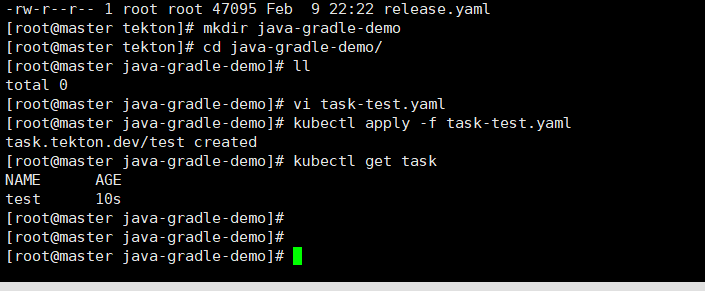 -rw-r--r-- 1 root root 47095 Feb  9 22:22 release.yaml
[root@master tekton]# mkdir java-gradle-demo
[root@master tekton]# cd java-gradle-demo/
[root@master java-gradle-demo]# ll
total 0
[root@master java-gradle-demo]# vi task-test.yaml
[root@master java-gradle-demo]# kubectl apply -f task-test.yaml
task.tekton.dev/test created
[root@master java-gradle-demo]# kubectl get task
NAME      AGE
test      10s
[root@master java-gradle-demo]#
[root@master java-gradle-demo]#
[root@master java-gradle-demo]#